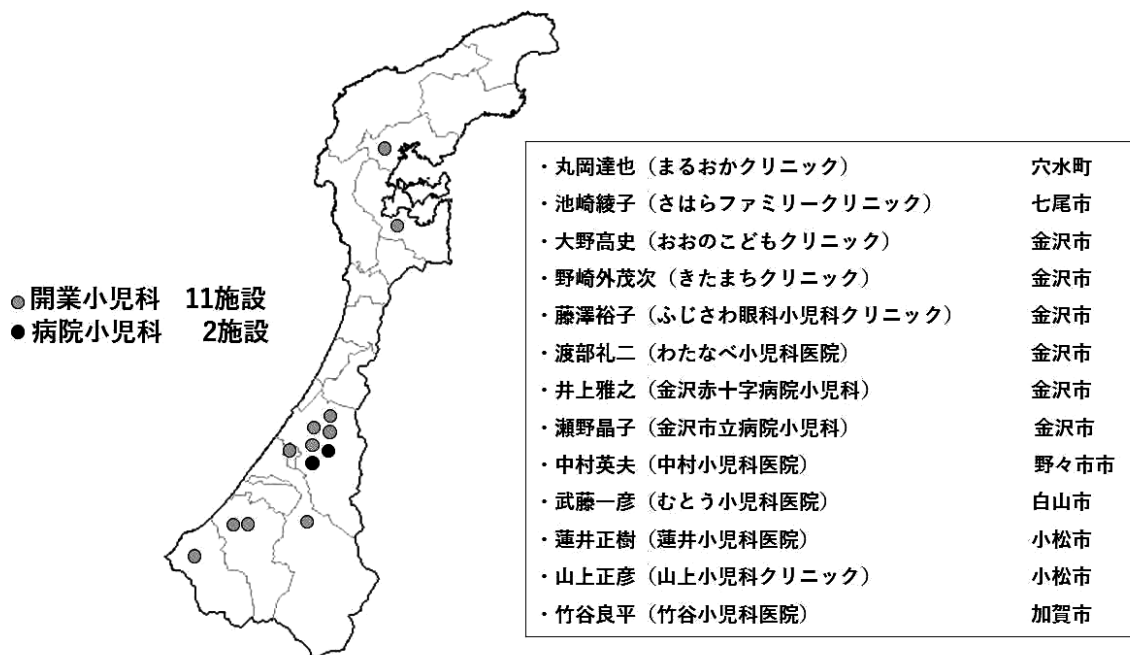 開業小児科 11施設
病院小児科 2施設
・丸岡達也（まるおかクリニック） 穴水町
・池崎綾子（さはらファミリークリニック） 七尾市
・大野高史（おおのこどもクリニック） 金沢市
・野崎外茂次（きたまちクリニック） 金沢市
・藤澤裕子（ふじさわ眼科小児科クリニック） 金沢市
・渡部礼二（わたなべ小児科医院） 金沢市
・井上雅之（金沢赤十字病院小児科） 金沢市
・瀬野晶子（金沢市立病院小児科） 金沢市
・中村英夫（中村小児科医院） 野々市市
・武藤一彦（むとう小児科医院） 白山市
・蓮井正樹（蓮井小児科医院） 小松市
・山上正彦（山上小児科クリニック） 小松市
・竹谷良平（竹谷小児科医院） 加賀市